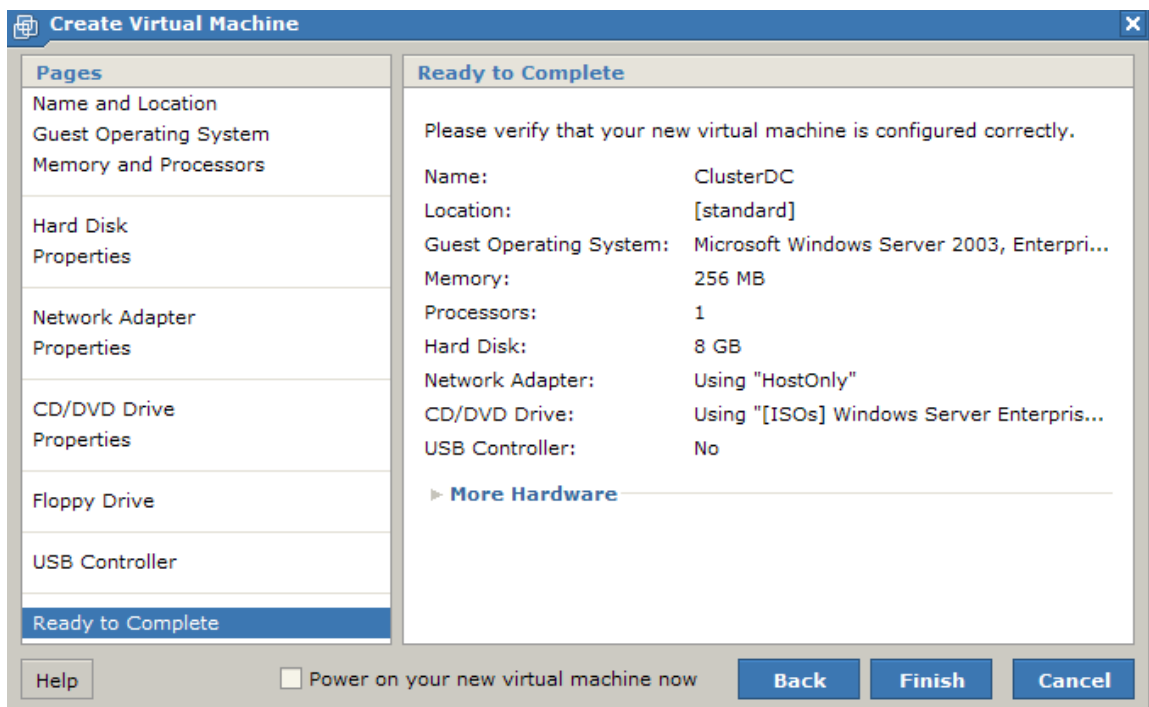 Create Virtual Machine
Pages
Name and Location
Guest Operating System
Memory and Processors
Hard Disk
Properties
Network Adapter
Properties
CD/DVD Drive
Properties
Floppy Drive
USB Controller
Ready to Complete
Ready to Complete
Please verify that your new virtual machine is configured correctly.
Name: ClusterDC
Location: [standard]
Guest Operating System: Microsoft Windows Server 2003, Enterpri...
Memory: 256 MB
Processors: 1
Hard Disk: 8 GB
Network Adapter: Using "HostOnly"
CD/DVD Drive: Using "[ISOs] Windows Server Enterpris...
USB Controller: No
More Hardware
Help Power on your new virtual machine now Back Finish Cancel